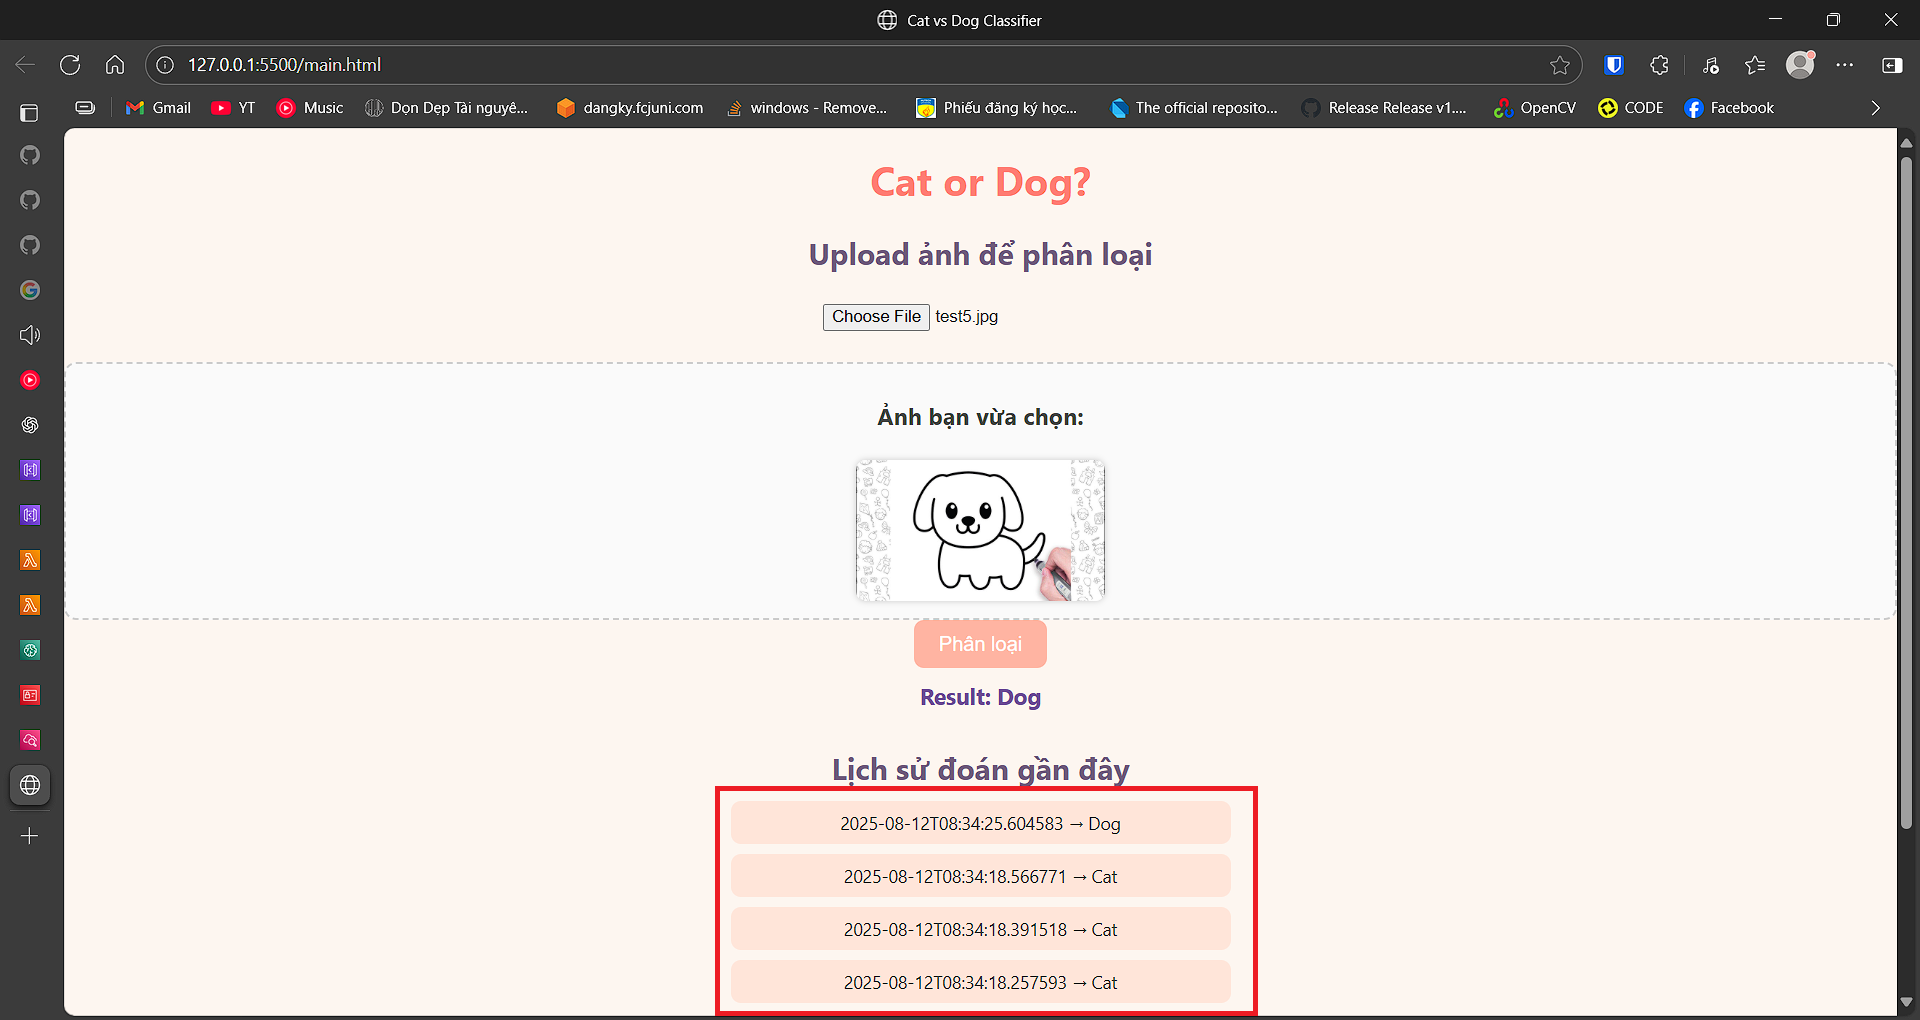 Cat vs Dog Classifier
127.0.0.1:5500/main.html
Gmail YT Music Dọn Dẹp Tài nguyê... dangky.fcjuni.com windows - Remove... Phiếu đăng ký học... The official reposito... Release Release v1.... OpenCV CODE Facebook
Cat or Dog?
Upload ảnh để phân loại
Choose File test5.jpg
Ảnh bạn vừa chọn:
Phân loại
Result: Dog
Lịch sử đoán gần đây
2025-08-12T08:34:25.604583 → Dog
2025-08-12T08:34:18.566771 → Cat
2025-08-12T08:34:18.391518 → Cat
2025-08-12T08:34:18.257593 → Cat